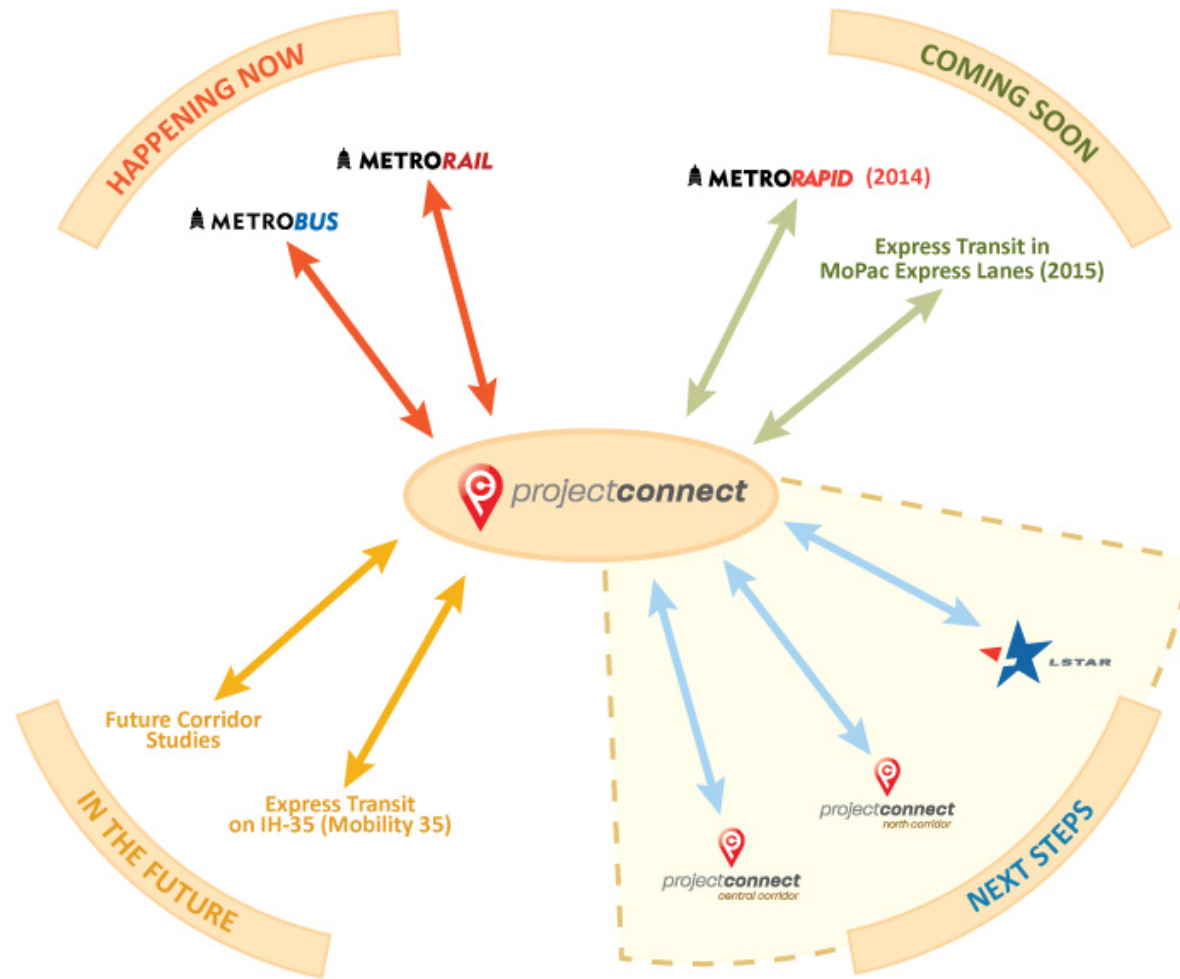 HAPPENING NOW
COMING SOON
METRORAIL
METROBUS
METRORAPID (2014)
Express Transit in
MoPac Express Lanes (2015)
projectconnect
LSTAR
Future Corridor
Studies
Express Transit
on IH-35 (Mobility 35)
projectconnect
north corridor
projectconnect
central corridor
IN THE FUTURE
NEXT STEPS